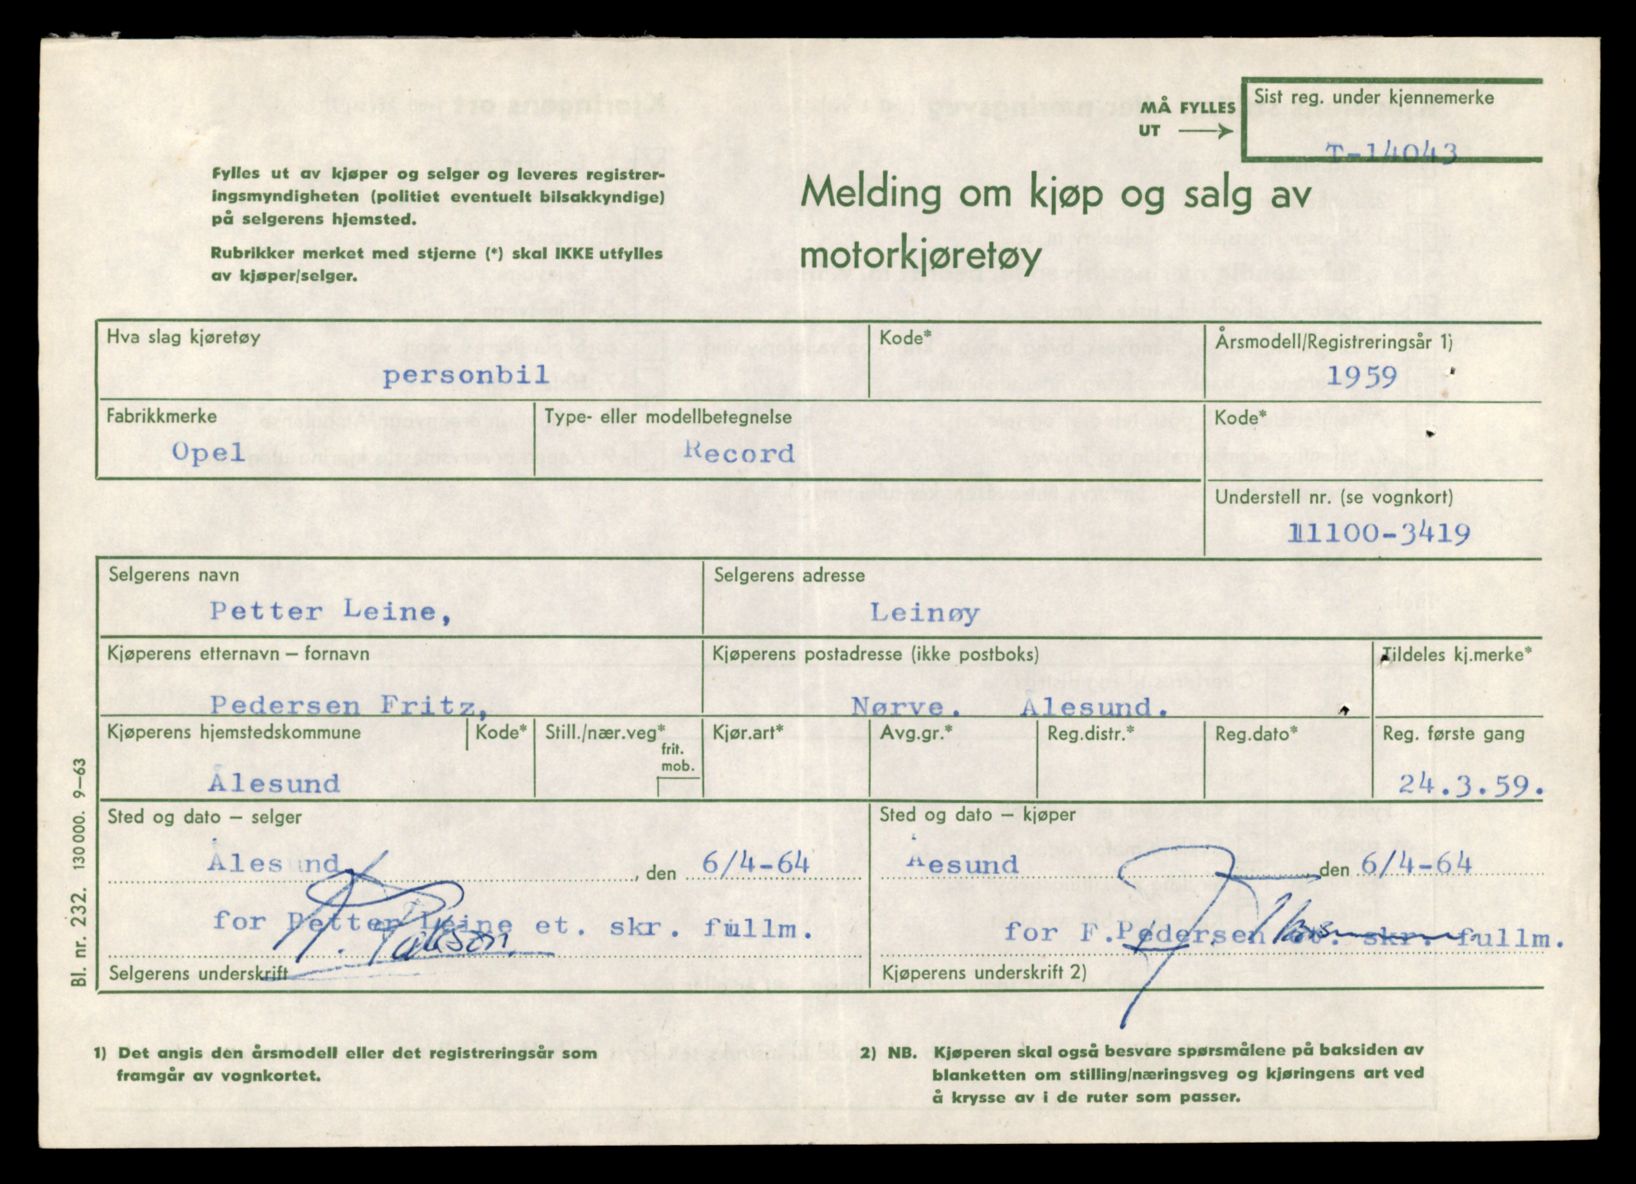 MÅ FYLLES
UT
Sist reg. under kjennemerke
T-14043
Fylles ut av kjøper og selger og leveres registrer-
ingsmyndigheten (politiet eventuelt bilsakkyndige)
på selgerens hjemsted.
Rubrikker merket med stjerne (*) skal IKKE utfylles
av kjøper/selger.
Melding om kjøp og salg av
motorkjøretøy
Hva slag kjøretøy
personbil
Kode*
Årsmodell/Registreringsår 1)
1959
Fabrikkmerke
Opel
Type- eller modellbetegnelse
Record
Kode*
Understell nr. (se vognkort)
11100-3419
Selgerens navn
Petter Leine,
Selgerens adresse
Leinøy
Kjøperens etternavn – fornavn
Pedersen Fritz,
Kjøperens postadresse (ikke postboks)
Nørve. Ålesund.
Tildeles kj.merke*
Kjøperens hjemstedskommune
Ålesund
Kode*
Still./nær.veg*
frit.
mob.
Kjør.art*
Avg.gr.*
Reg.distr.*
Reg.dato*
Reg. første gang
24.3.59.
Sted og dato – selger
Ålesund, den 6/4-64
for Petter Leine et. skr. fullm.
Selgerens underskrift
Sted og dato – kjøper
Åesund, den 6/4-64
for F.Pedersen et. skr. fullm.
Kjøperens underskrift 2)
Bl. nr. 232. 130 000. 9–63
1) Det angis den årsmodell eller det registreringsår som
framgår av vognkortet.
2) NB. Kjøperen skal også besvare spørsmålene på baksiden av
blanketten om stilling/næringsveg og kjøringens art ved
å krysse av i de ruter som passer.